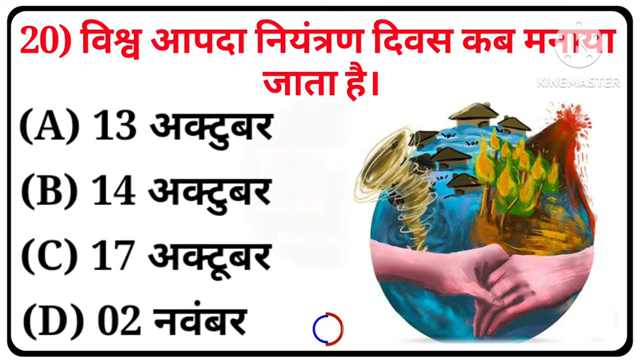 20) विश्व आपदा नियंत्रण दिवस कब मनाया
जाता है।
KINEMASTER
(A) 13 अक्टुबर
(B) 14 अक्टुबर
(C) 17 अक्टूबर
(D) 02 नवंबर